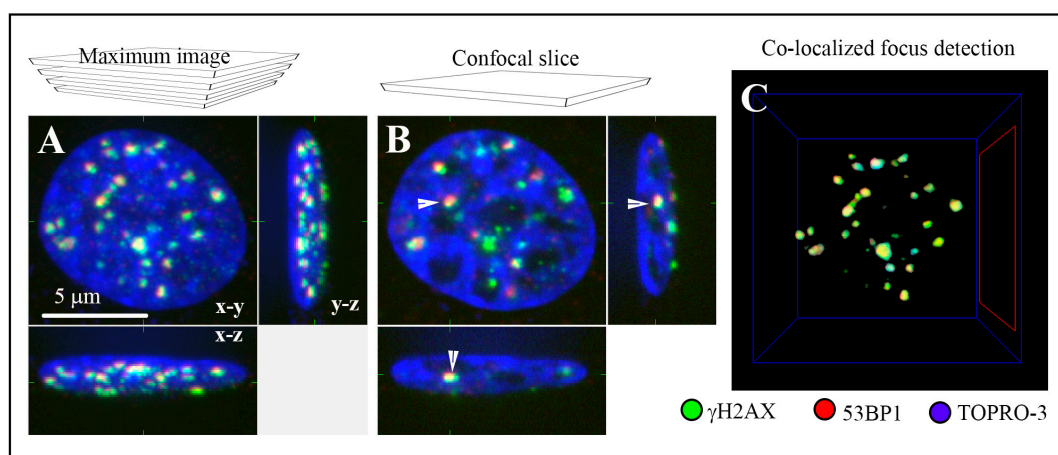 Maximum image
Confocal slice
Co-localized focus detection
A
B
C
5 μm
x-y
y-z
x-z
γH2AX
53BP1
TOPRO-3